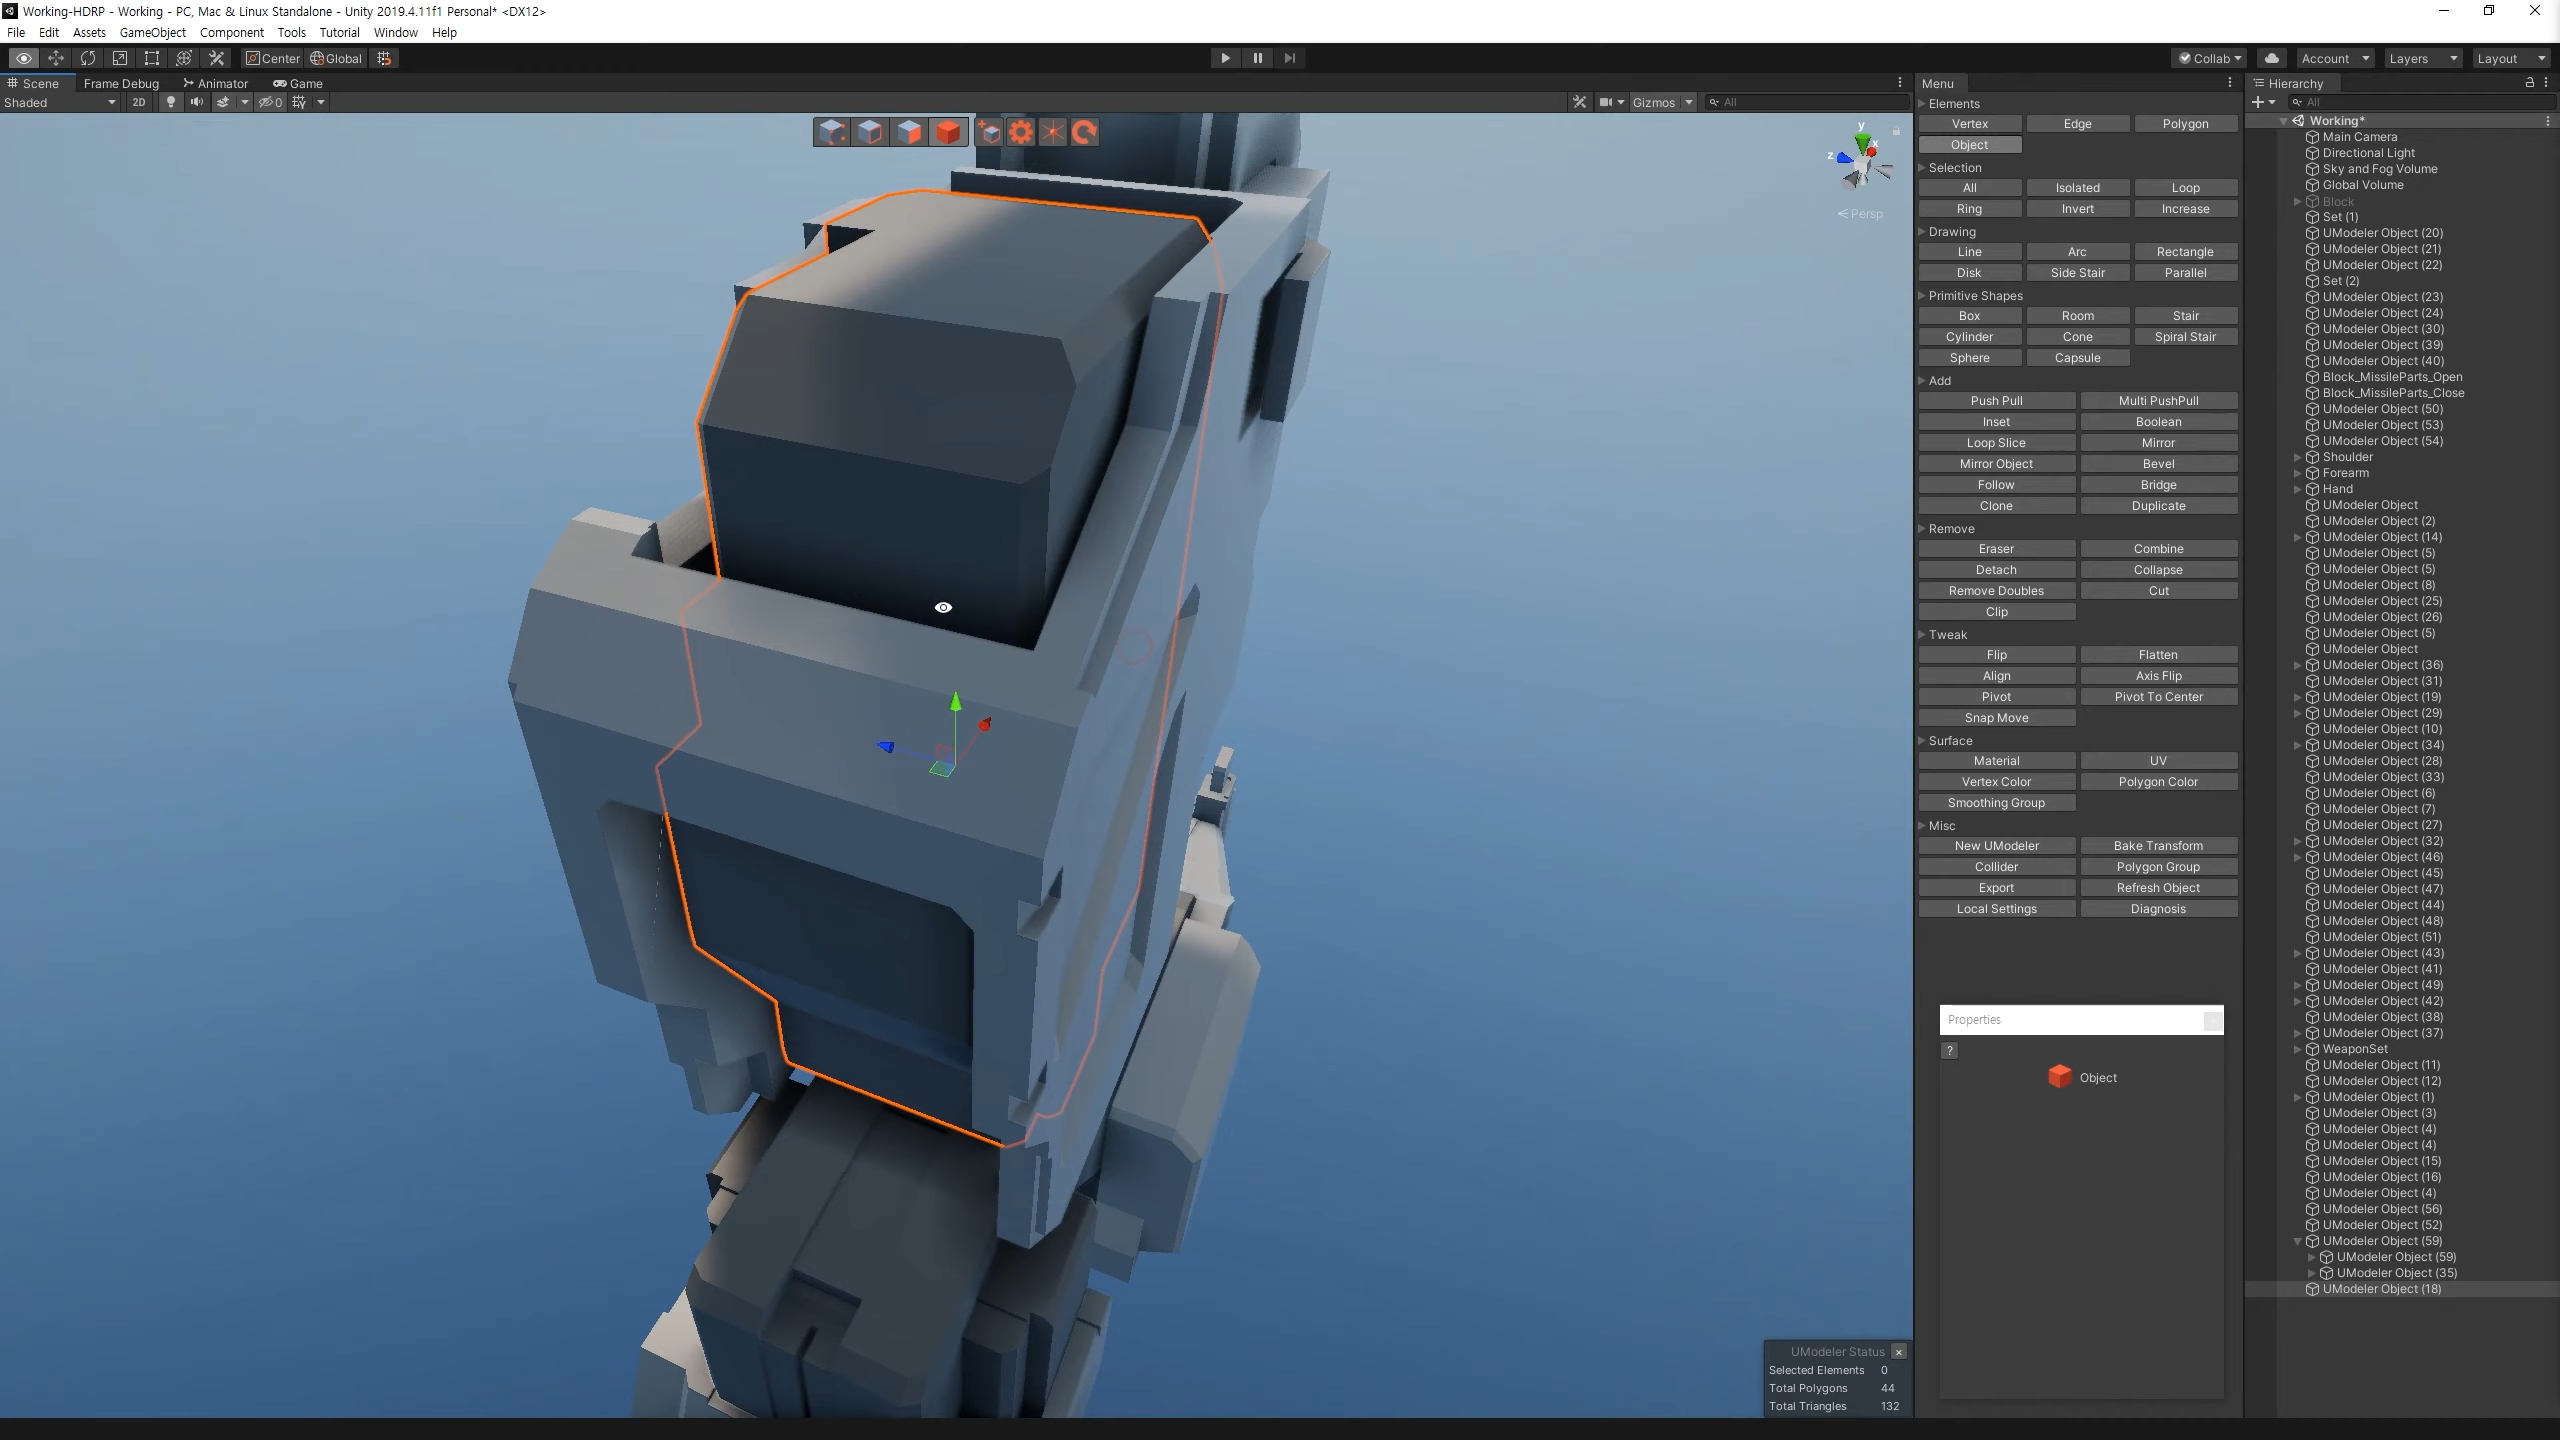 Working-HDRP - Working - PC, Mac & Linux Standalone - Unity 2019.4.11f1 Personal* <DX12>
File Edit Assets GameObject Component Tools Tutorial Window Help
Center Global Collab Account Layers Layout
Scene Frame Debug Animator Game
Shaded 2D 0 Gizmos All
y
x
z
Persp
Menu
Elements
Vertex Edge Polygon
Object
Selection
All Isolated Loop
Ring Invert Increase
Drawing
Line Arc Rectangle
Disk Side Stair Parallel
Primitive Shapes
Box Room Stair
Cylinder Cone Spiral Stair
Sphere Capsule
Add
Push Pull Multi PushPull
Inset Boolean
Loop Slice Mirror
Mirror Object Bevel
Follow Bridge
Clone Duplicate
Remove
Eraser Combine
Detach Collapse
Remove Doubles Cut
Clip
Tweak
Flip Flatten
Align Axis Flip
Pivot Pivot To Center
Snap Move
Surface
Material UV
Vertex Color Polygon Color
Smoothing Group
Misc
New UModeler Bake Transform
Collider Polygon Group
Export Refresh Object
Local Settings Diagnosis
Properties
?
Object
UModeler Status
Selected Elements 0
Total Polygons 44
Total Triangles 132
Hierarchy
All
Working*
Main Camera
Directional Light
Sky and Fog Volume
Global Volume
Block
Set (1)
UModeler Object (20)
UModeler Object (21)
UModeler Object (22)
Set (2)
UModeler Object (23)
UModeler Object (24)
UModeler Object (30)
UModeler Object (39)
UModeler Object (40)
Block_MissileParts_Open
Block_MissileParts_Close
UModeler Object (50)
UModeler Object (53)
UModeler Object (54)
Shoulder
Forearm
Hand
UModeler Object
UModeler Object (2)
UModeler Object (14)
UModeler Object (5)
UModeler Object (5)
UModeler Object (8)
UModeler Object (25)
UModeler Object (26)
UModeler Object (5)
UModeler Object
UModeler Object (36)
UModeler Object (31)
UModeler Object (19)
UModeler Object (29)
UModeler Object (10)
UModeler Object (34)
UModeler Object (28)
UModeler Object (33)
UModeler Object (6)
UModeler Object (7)
UModeler Object (27)
UModeler Object (32)
UModeler Object (46)
UModeler Object (45)
UModeler Object (47)
UModeler Object (44)
UModeler Object (48)
UModeler Object (51)
UModeler Object (43)
UModeler Object (41)
UModeler Object (49)
UModeler Object (42)
UModeler Object (38)
UModeler Object (37)
WeaponSet
UModeler Object (11)
UModeler Object (12)
UModeler Object (1)
UModeler Object (3)
UModeler Object (4)
UModeler Object (4)
UModeler Object (15)
UModeler Object (16)
UModeler Object (4)
UModeler Object (56)
UModeler Object (52)
UModeler Object (59)
UModeler Object (59)
UModeler Object (35)
UModeler Object (18)